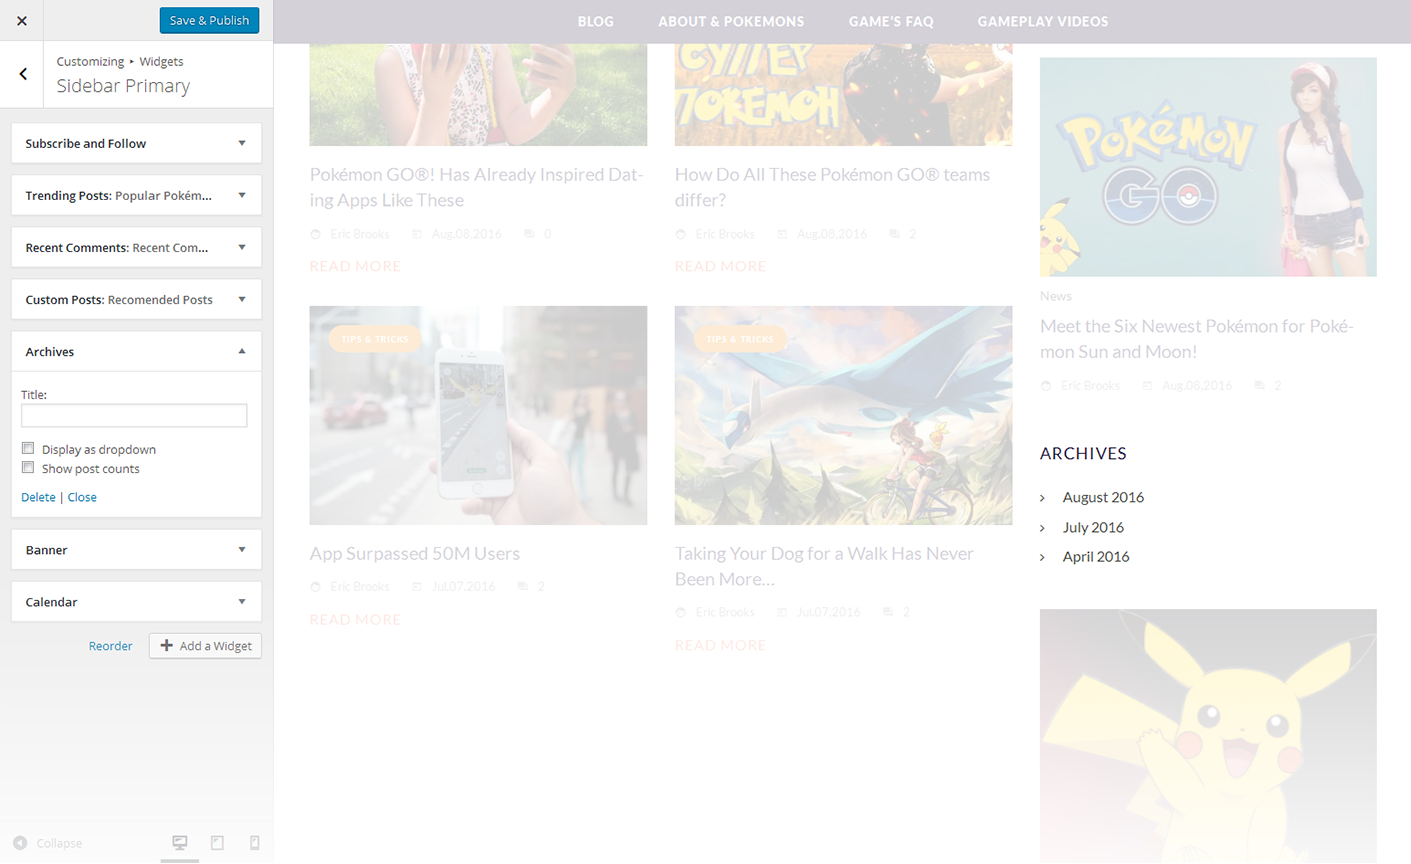 Save & Publish
Customizing ▸ Widgets
Sidebar Primary
Subscribe and Follow
Trending Posts: Popular Pokém...
Recent Comments: Recent Com...
Custom Posts: Recomended Posts
Archives
Title:
Display as dropdown
Show post counts
Delete | Close
Banner
Calendar
Reorder
Add a Widget
Collapse
BLOG
ABOUT & POKEMONS
GAME'S FAQ
GAMEPLAY VIDEOS
Pokémon GO®! Has Already Inspired Dat-
ing Apps Like These
Eric Brooks Aug,08,2016 0
READ MORE
СУПЕР
ПОКЕМОН
How Do All These Pokémon GO® teams
differ?
Eric Brooks Aug,08,2016 2
READ MORE
TIPS & TRICKS
App Surpassed 50M Users
Eric Brooks Jul,07,2016 2
READ MORE
TIPS & TRICKS
Taking Your Dog for a Walk Has Never
Been More...
Eric Brooks Jul,07,2016 2
READ MORE
POKéMON
GO
News
Meet the Six Newest Pokémon for Poké-
mon Sun and Moon!
Eric Brooks Aug,08,2016 2
ARCHIVES
August 2016
July 2016
April 2016